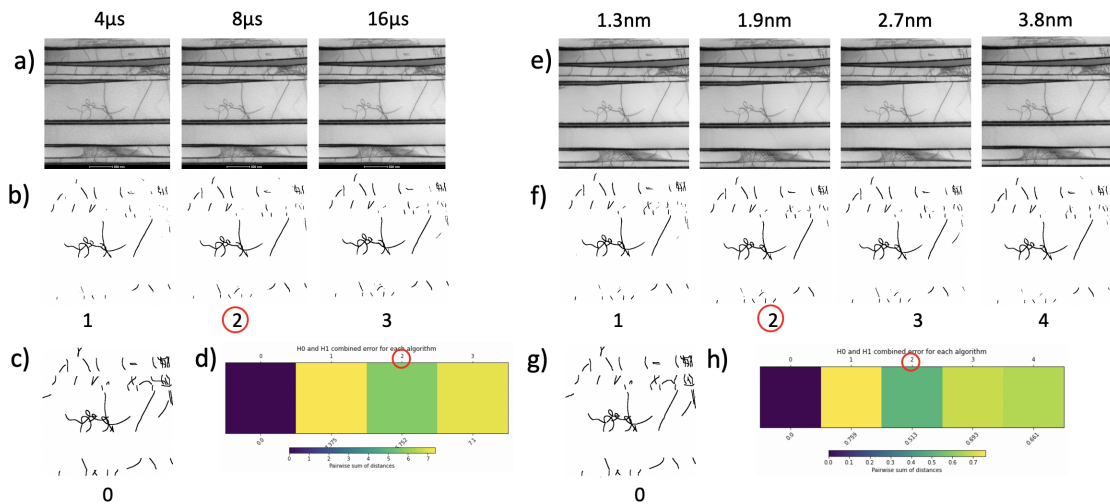 4µs 8µs 16µs 1.3nm 1.9nm 2.7nm 3.8nm
a) e)
b) f)
1 2 3 1 2 3 4
c) d) g) h)
H0 and H1 combined error for each algorithm
0 1 2 3
0.0 7.1
0 1 2 3 4 5 6 7
Pairwise sum of distances
0
H0 and H1 combined error for each algorithm
0 1 2 3 4
0.0 0.759 0.513 0.693 0.661
0.0 0.1 0.2 0.3 0.4 0.5 0.6 0.7
Pairwise sum of distances
0